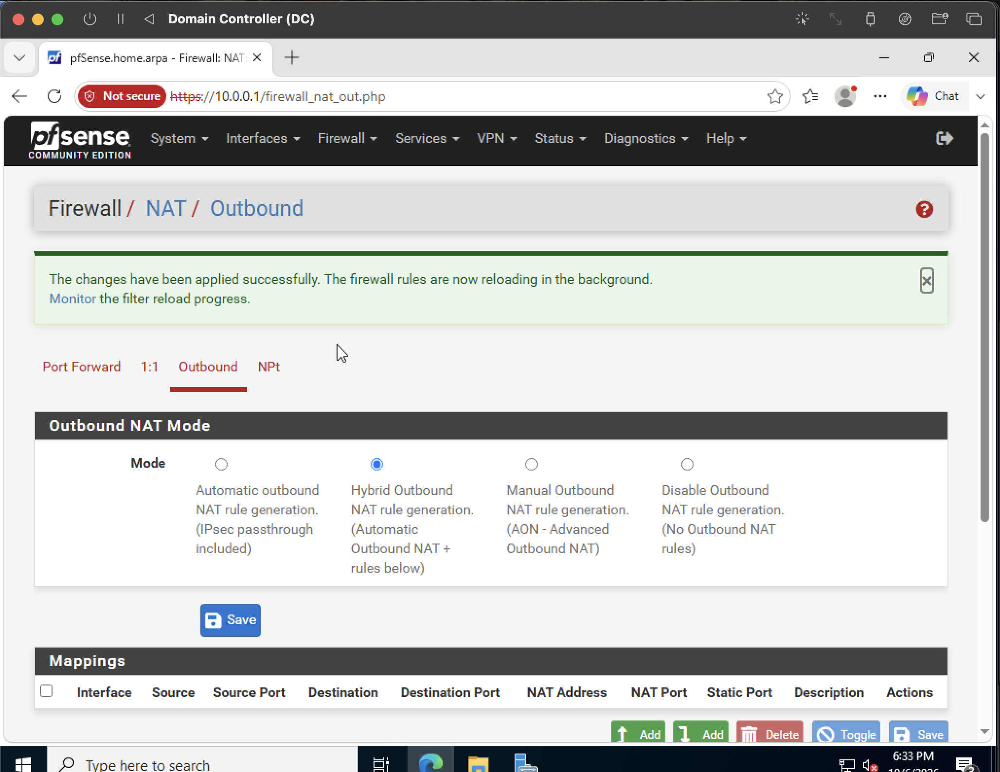 Domain Controller (DC)
pfSense.home.arpa - Firewall: NAT:
Not secure https://10.0.0.1/firewall_nat_out.php
Chat
pfsense
COMMUNITY EDITION
System Interfaces Firewall Services VPN Status Diagnostics Help
Firewall / NAT / Outbound
The changes have been applied successfully. The firewall rules are now reloading in the background.
Monitor the filter reload progress.
Port Forward 1:1 Outbound NPt
Outbound NAT Mode
Mode
Automatic outbound
NAT rule generation.
(IPsec passthrough
included)
Hybrid Outbound
NAT rule generation.
(Automatic
Outbound NAT +
rules below)
Manual Outbound
NAT rule generation.
(AON - Advanced
Outbound NAT)
Disable Outbound
NAT rule generation.
(No Outbound NAT
rules)
Save
Mappings
Interface Source Source Port Destination Destination Port NAT Address NAT Port Static Port Description Actions
Add Add Delete Toggle Save
Type here to search
6:33 PM